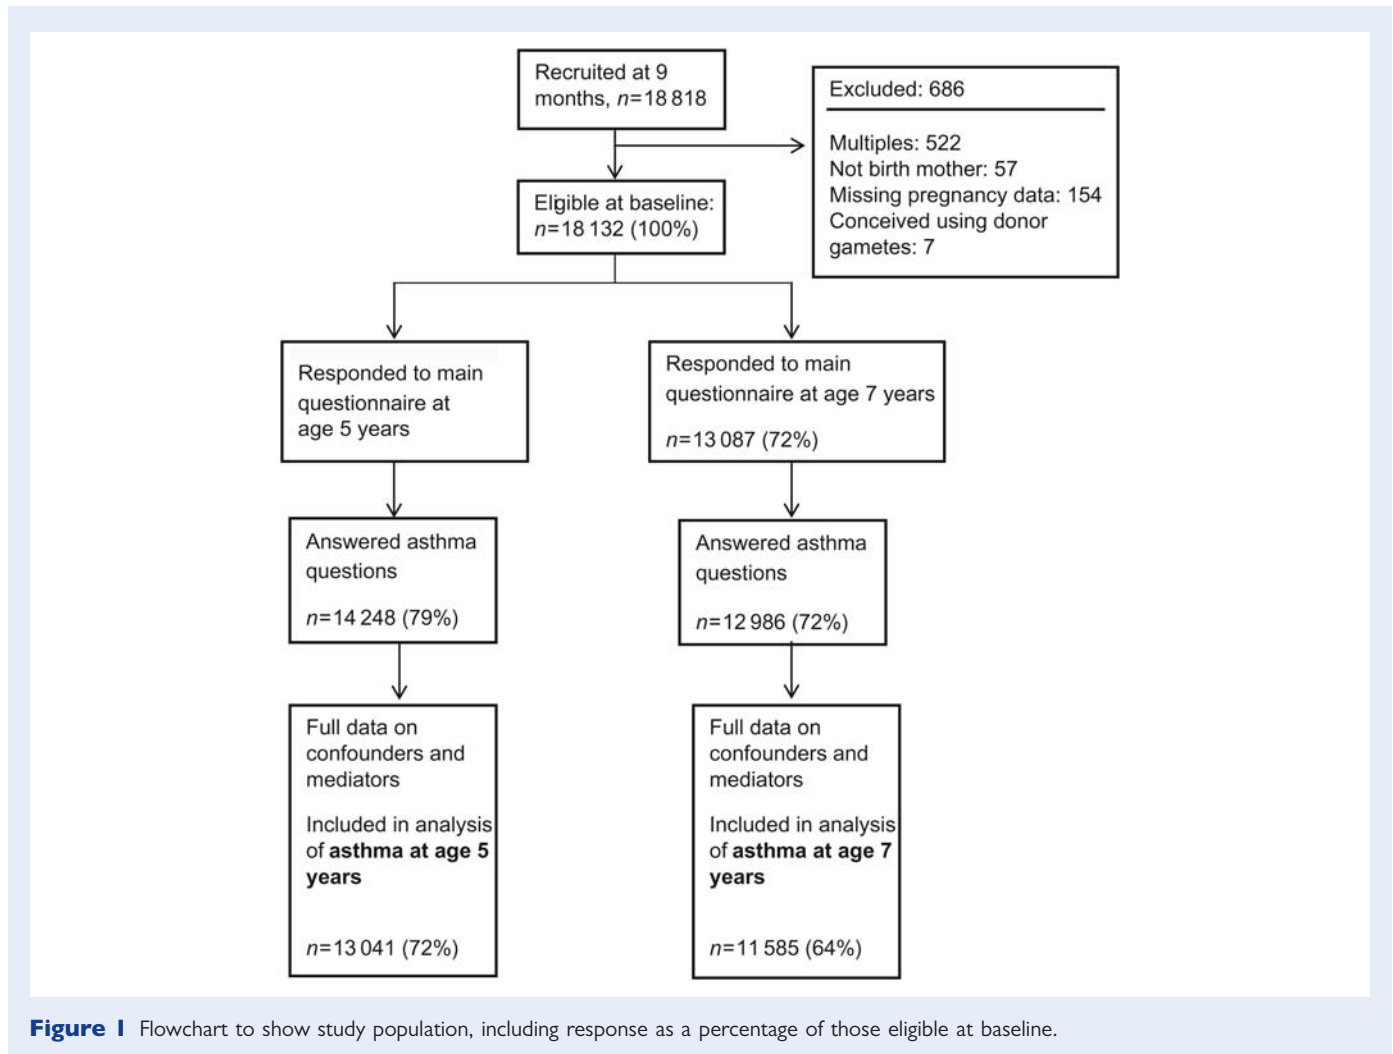 Recruited at 9
months, n=18 818
Excluded: 686
Multiples: 522
Not birth mother: 57
Missing pregnancy data: 154
Conceived using donor
gametes: 7
Eligible at baseline:
n=18 132 (100%)
Responded to main
questionnaire at
age 5 years
Responded to main
questionnaire at age 7 years
n=13 087 (72%)
Answered asthma
questions
n=14 248 (79%)
Answered asthma
questions
n=12 986 (72%)
Full data on
confounders and
mediators
Included in analysis
of asthma at age 5
years
n=13 041 (72%)
Full data on
confounders and
mediators
Included in analysis
of asthma at age 7
years
n=11 585 (64%)
Figure 1 Flowchart to show study population, including response as a percentage of those eligible at baseline.